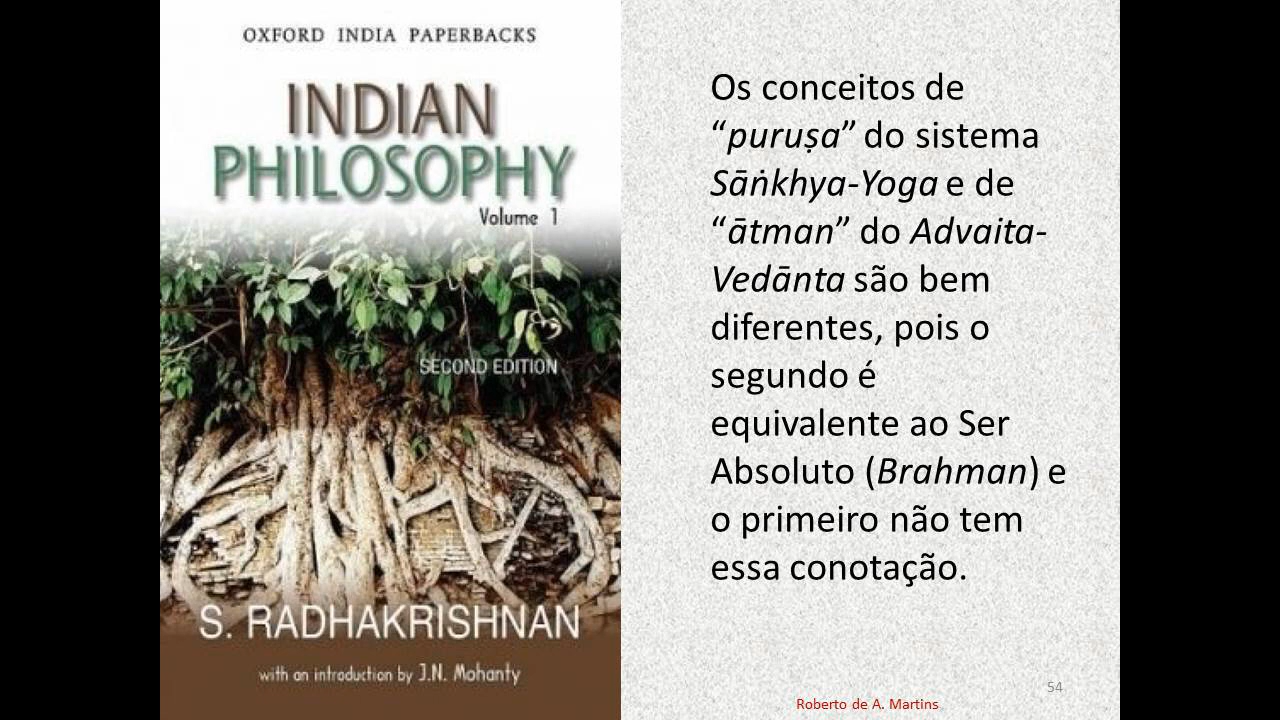 OXFORD INDIA PAPERBACKS
INDIAN
PHILOSOPHY
Volume 1
SECOND EDITION
S. RADHAKRISHNAN
with an introduction by J.N. Mohanty
Os conceitos de
“puruṣa” do sistema
Sāṅkhya-Yoga e de
“ātman” do Advaita-
Vedānta são bem
diferentes, pois o
segundo é
equivalente ao Ser
Absoluto (Brahman) e
o primeiro não tem
essa conotação.
54
Roberto de A. Martins